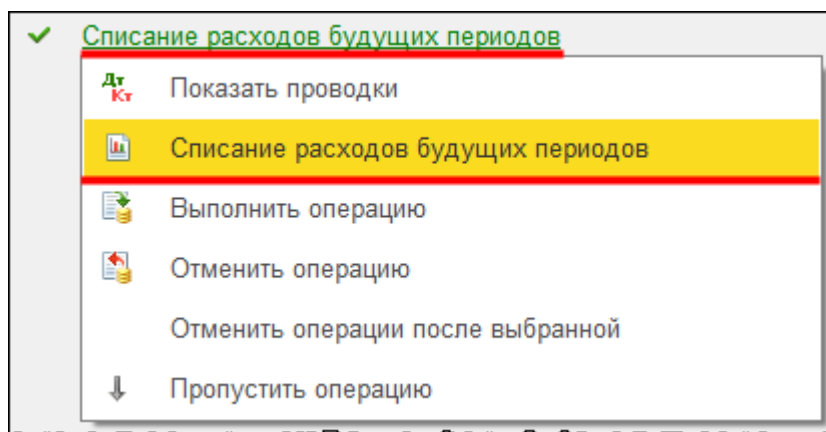 Списание расходов будущих периодов
Дт
Кт
Показать проводки
Списание расходов будущих периодов
Выполнить операцию
Отменить операцию
Отменить операции после выбранной
Пропустить операцию